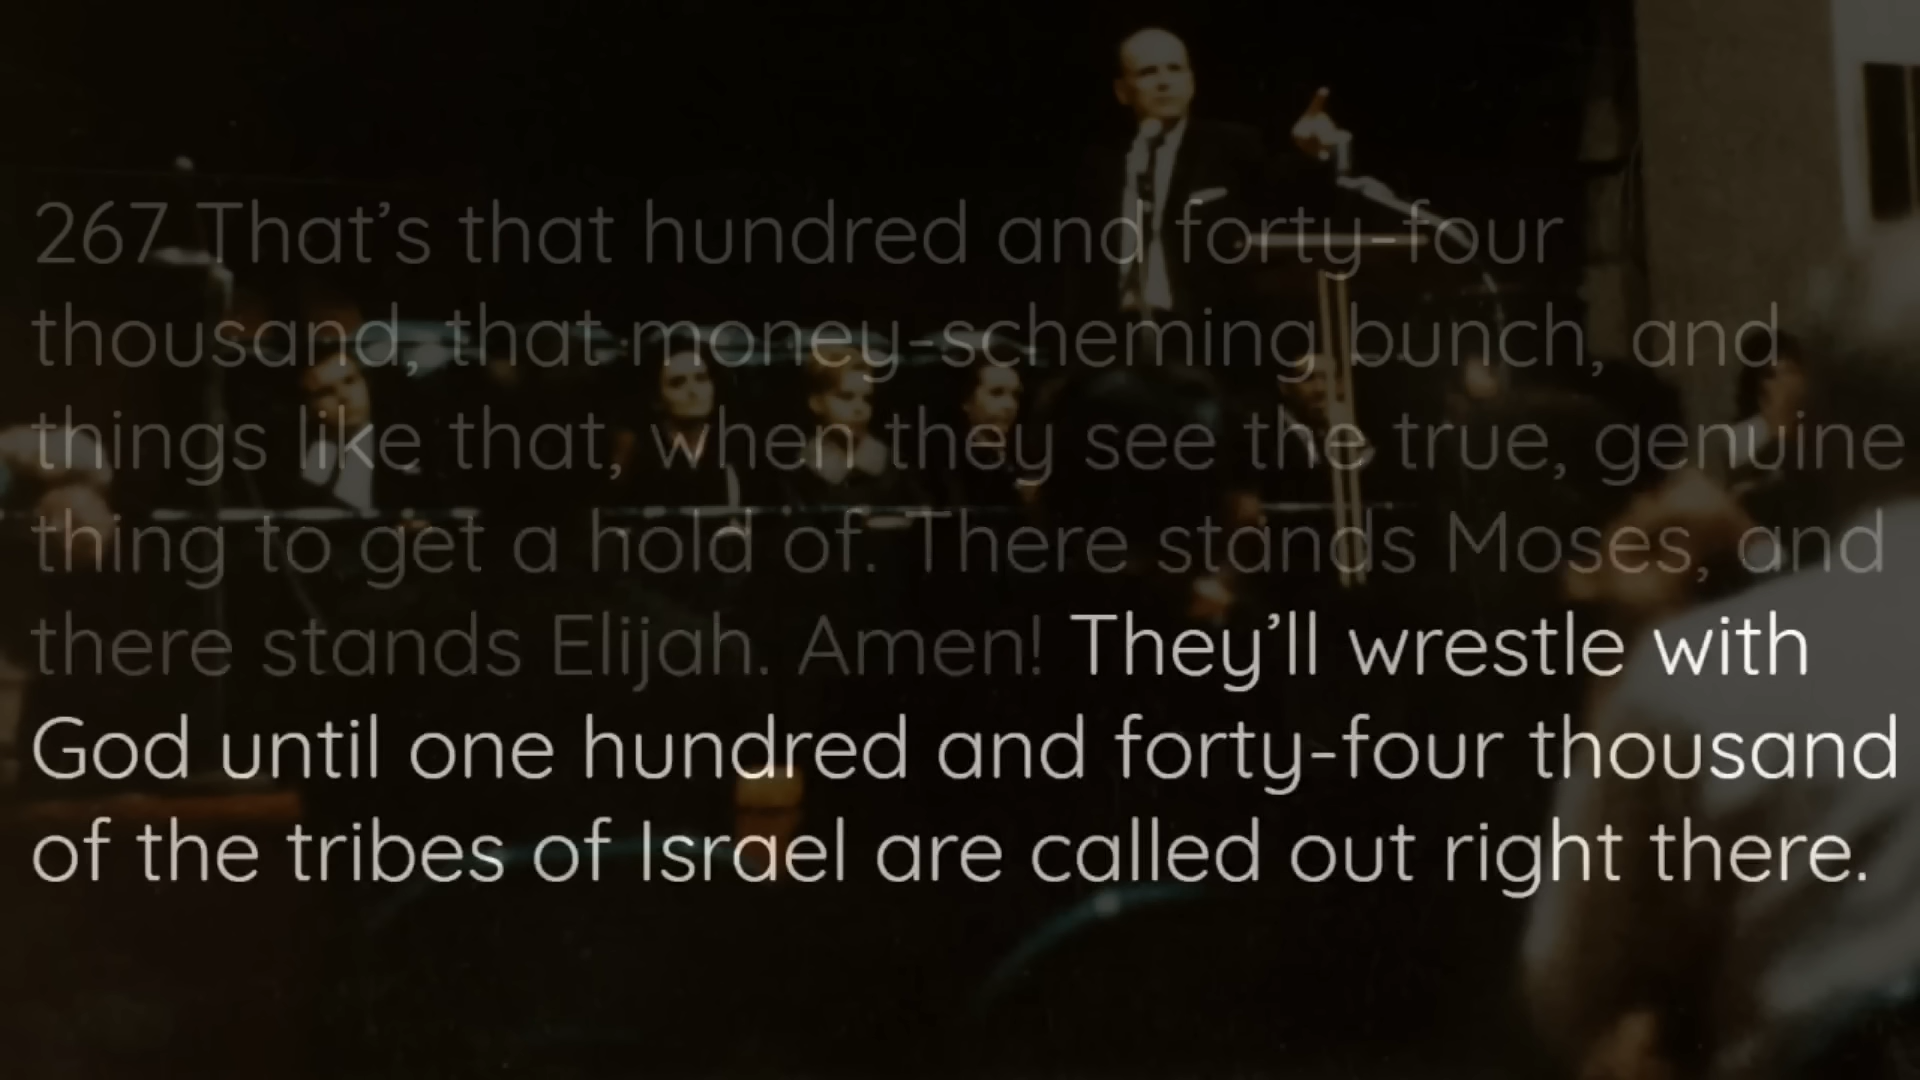 267 That’s that hundred and forty-four
thousand, that money-scheming bunch, and
things like that, when they see the true, genuine
thing to get a hold of. There stands Moses, and
there stands Elijah. Amen! They’ll wrestle with
God until one hundred and forty-four thousand
of the tribes of Israel are called out right there.